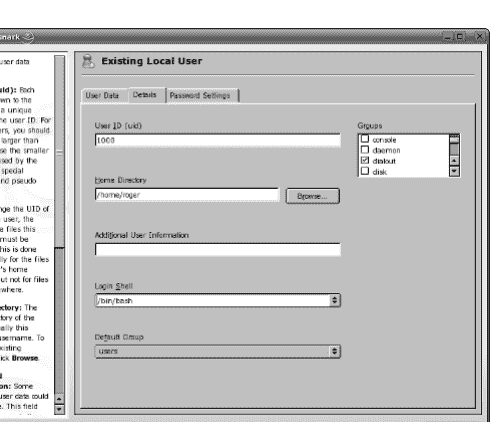 user data
uid): Each
wn to the
a unique
he user ID. For
ers, you should
larger than
se the smaller
sed by the
special
nd pseudo
nge the UID of
user, the
e files this
must be
his is done
ly for the files
r's home
ut not for files
where.
ctory: The
tory of the
ally this
username. To
xisting
ick Browse.
on: Some
user data could
e. This field
Existing Local User
User Data
Details
Password Settings
User ID (uid)
1000
Home Directory
/home/roger
Browse...
Additional User Information
Login Shell
/bin/bash
Default Group
users
Groups
console
daemon
dialout
disk